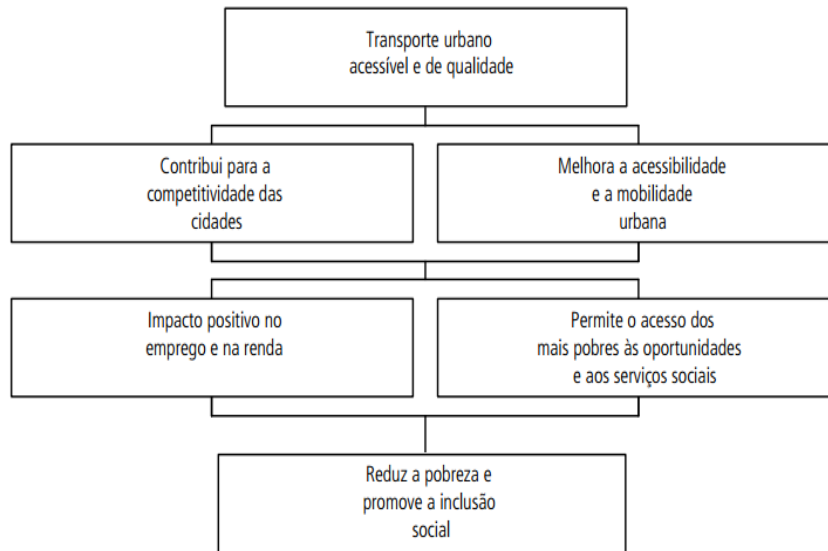 Transporte urbano
acessível e de qualidade
Contribui para a
competitividade das
cidades
Melhora a acessibilidade
e a mobilidade
urbana
Impacto positivo no
emprego e na renda
Permite o acesso dos
mais pobres às oportunidades
e aos serviços sociais
Reduz a pobreza e
promove a inclusão
social